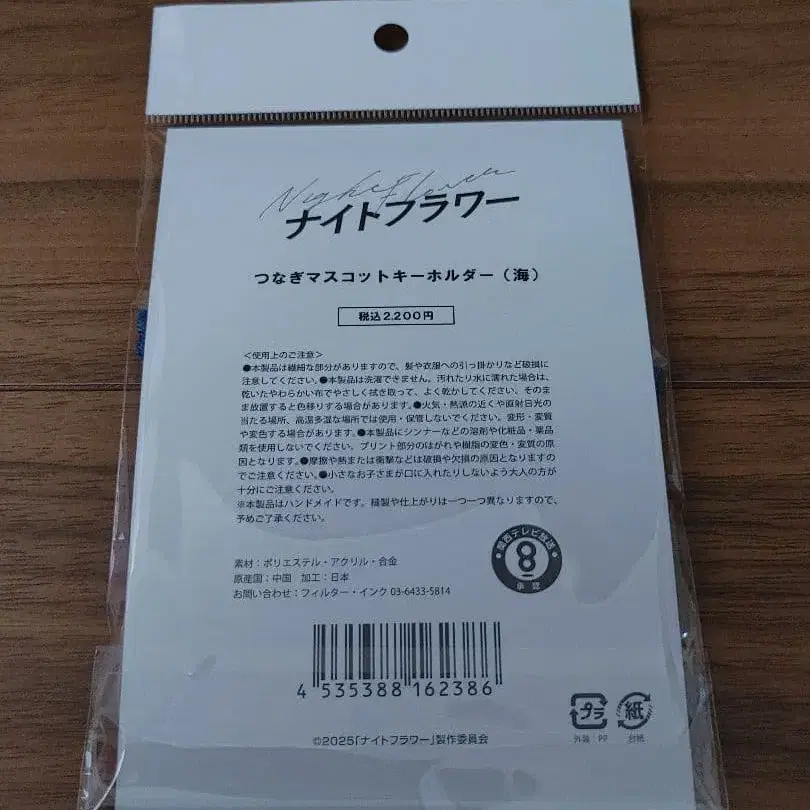 Night Flower
ナイトフラワー
つなぎマスコットキーホルダー（海）
税込2,200円
＜使用上のご注意＞
●本製品は繊細な部分がありますので、髪や衣服への引っ掛かりなど破損に
注意してください。●本製品は洗濯できません。汚れたり水に濡れた場合は、
乾いたやわらかい布でやさしく拭き取って、よく乾かしてください、そのまま
放置すると色移りする場合があります。●火気・熱源の近くや直射日光の
当たる場所、高温多湿な場所では使用・保管しないでください。変形・変質
や変色する場合があります。●本製品にシンナーなどの溶剤や化粧品・薬品
類を使用しないでください、プリント部分のはがれや樹脂の変色・変質の原
因となります。●摩擦や熱または衝撃などは破損や欠損の原因となりますの
でご注意ください。●小さなお子さまが口に入れたりしないよう大人の方が
十分にご注意ください。
※本製品はハンドメイドです。縫製や仕上がりは一つ一つ異なりますので、
予めご了承ください。
素材：ポリエステル・アクリル・合金
原産国：中国 加工：日本
お問い合わせ：フィルター・インク 03-6433-5814
関西テレビ放送
8
承認
4 535388 162386
プラ
紙
外装：PP
台紙
©2025「ナイトフラワー」製作委員会